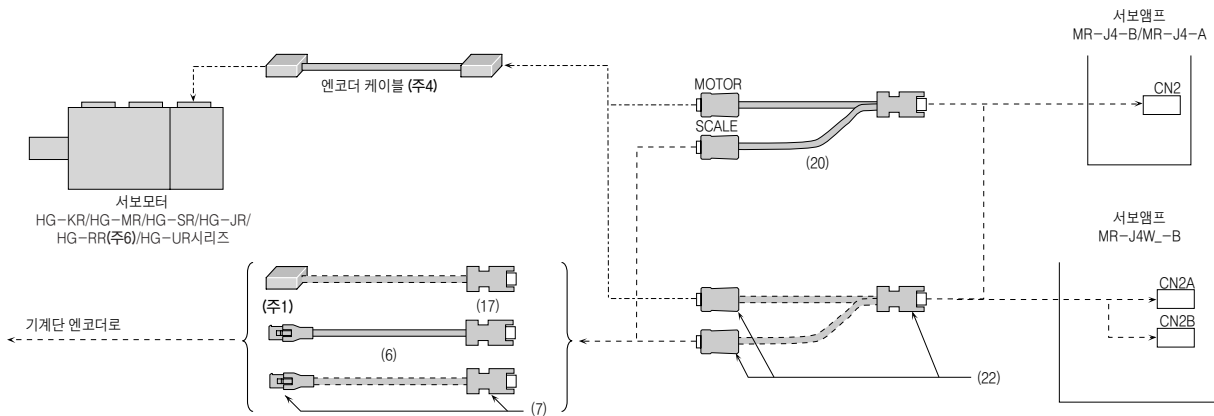 서보앰프
MR-J4-B/MR-J4-A
CN2
엔코더 케이블 (주4)
MOTOR
SCALE
(20)
서보모터
HG-KR/HG-MR/HG-SR/HG-JR/
HG-RR(주6)/HG-UR시리즈
서보앰프
MR-J4W_-B
CN2A
CN2B
(주1)
(17)
기계단 엔코더로
(6)
(7)
(22)